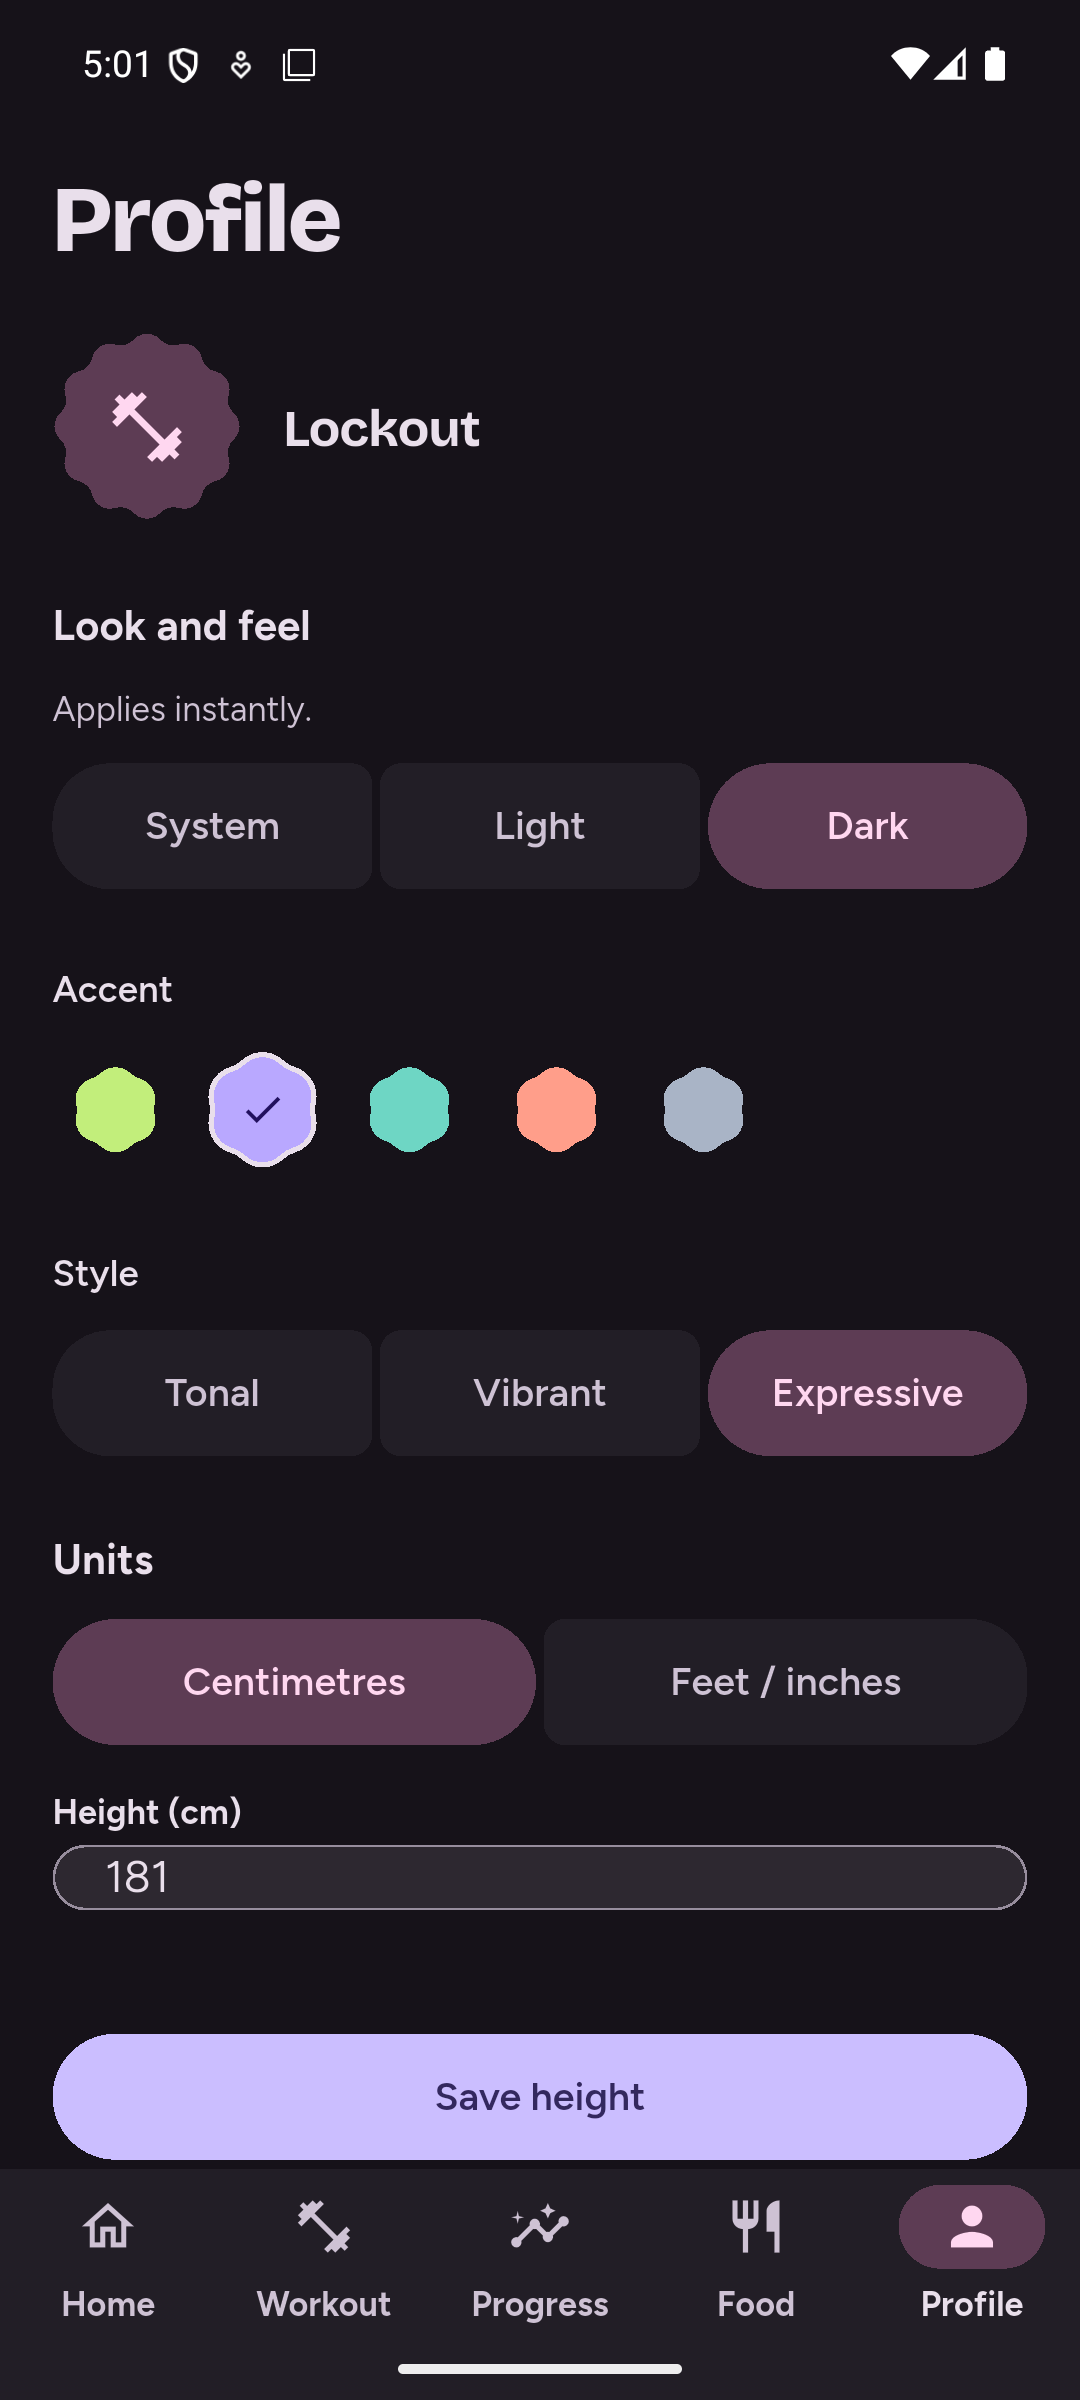 5:01
Profile
Lockout
Look and feel
Applies instantly.
System Light Dark
Accent
Style
Tonal Vibrant Expressive
Units
Centimetres Feet / inches
Height (cm)
181
Save height
Home Workout Progress Food Profile